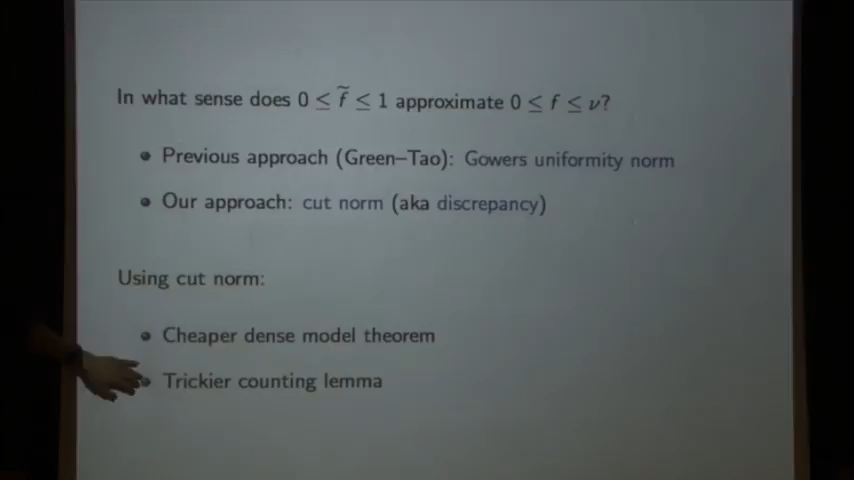 In what sense does 0 ≤ f̃ ≤ 1 approximate 0 ≤ f ≤ ν?
• Previous approach (Green–Tao): Gowers uniformity norm
• Our approach: cut norm (aka discrepancy)
Using cut norm:
• Cheaper dense model theorem
• Trickier counting lemma